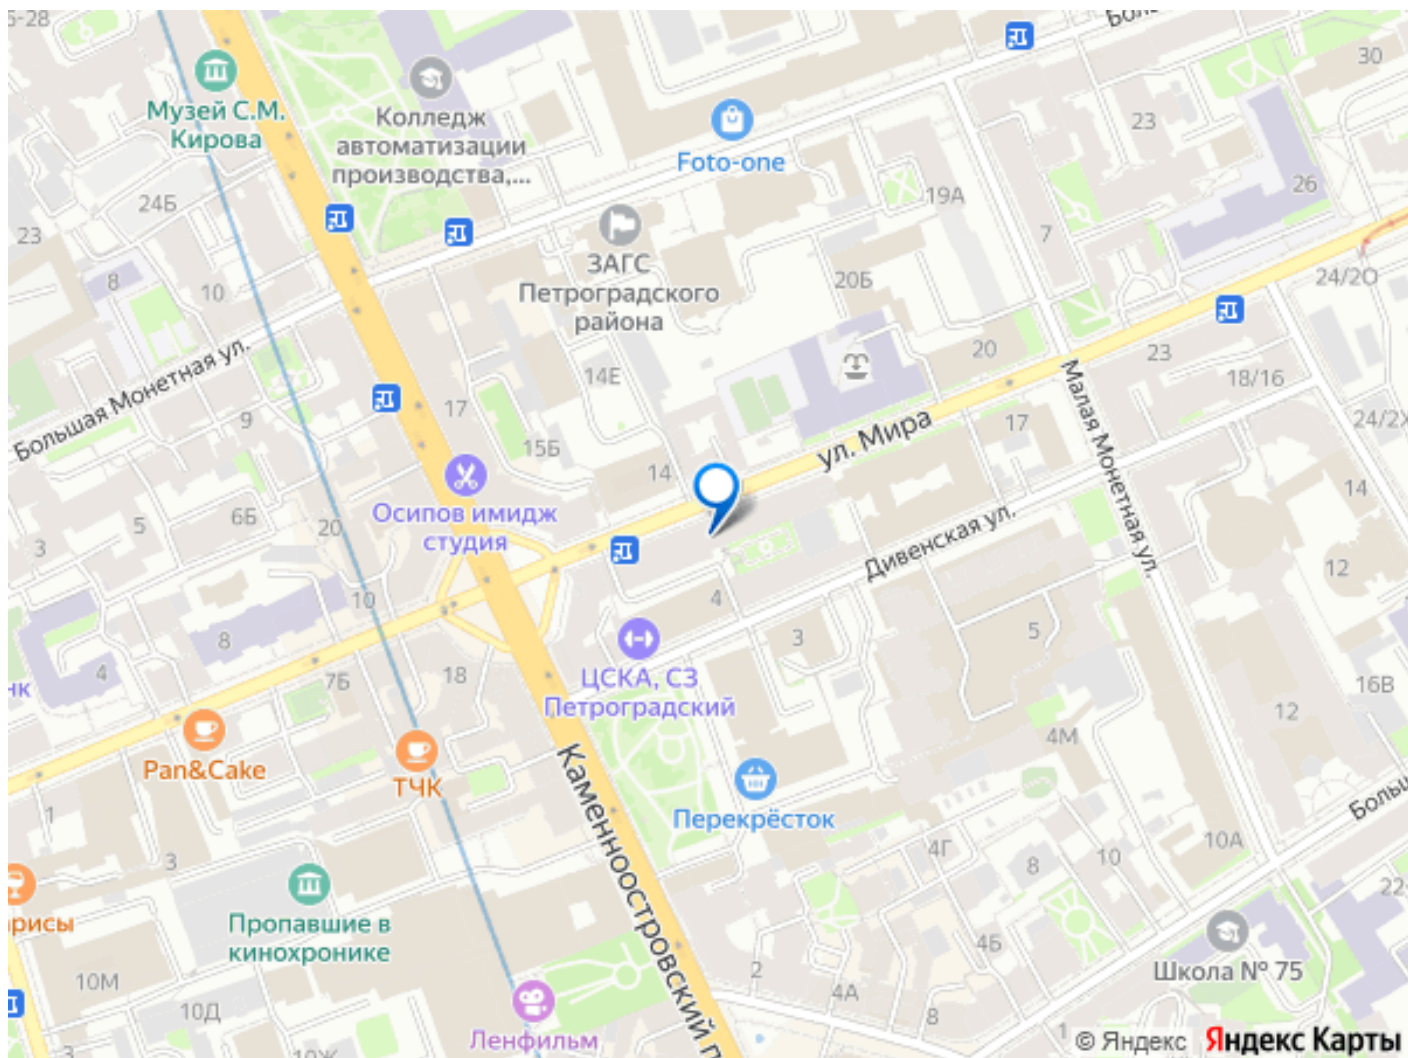 5-28
Музей С.М.
Кирова
Колледж
автоматизации
производства,...
Foto-one
30
23
26
19А
24Б
23
7
ЗАГС
Петроградского
района
8
10
20Б
24/2О
Большая Монетная ул.
14Е
20
23
18/16
9
17
15Б
14
ул. Мира
17
24/2Х
Малая Монетная ул.
14
Осипов имидж
студия
6Б
20
3
Дивенская ул.
12
10
4
8
3
5
4
ЦСКА, СЗ
Петроградский
7Б
18
16В
12
4М
Pan&Cake
ТЧК
Каменноостровский п
Перекрёсток
1
3
4Г
8
10
10А
22-
Пропавшие в
кинохронике
4Б
Школа № 75
10М
2
4А
10Д
8
1
Ленфильм
10Ж
© Яндекс Яндекс Карты